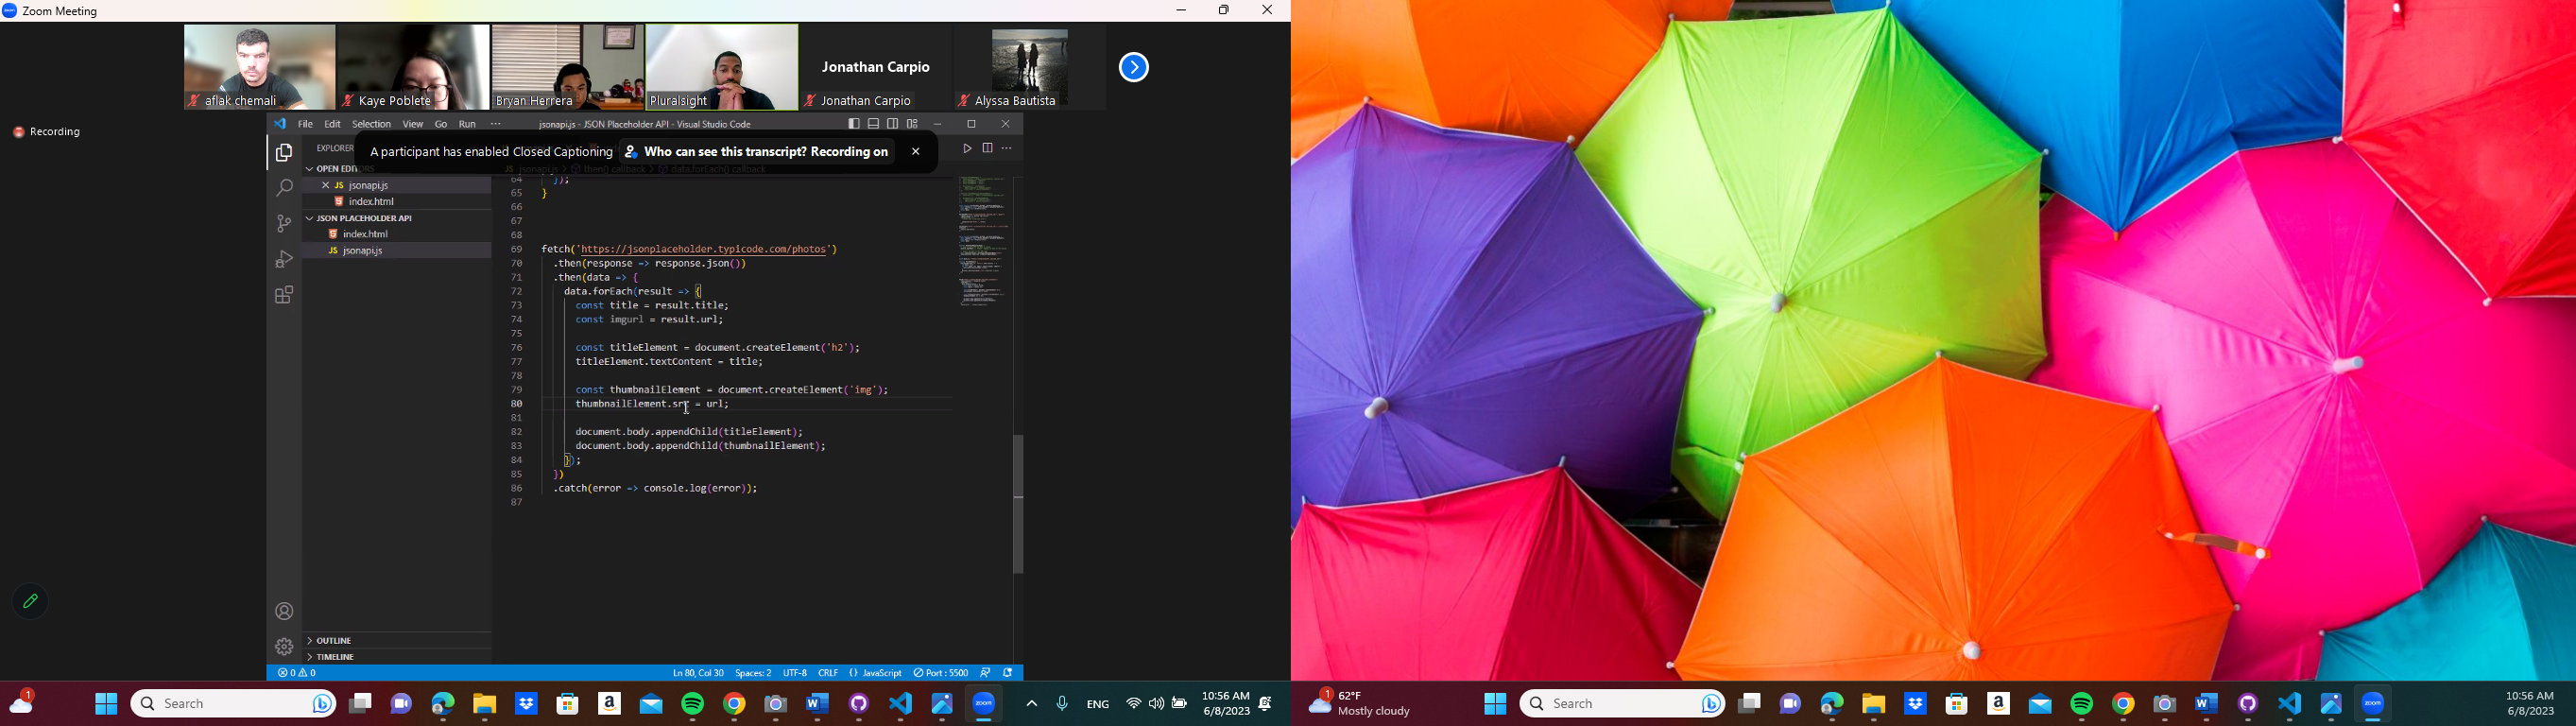 Zoom Meeting
Jonathan Carpio
aflak chemali
Kaye Poblete
Bryan Herrera
Pluralsight
Jonathan Carpio
Alyssa Bautista
Recording
File Edit Selection View Go Run ··· jsonapi.js - JSON Placeholder API - Visual Studio Code
A participant has enabled Closed Captioning Who can see this transcript? Recording on
EXPLORER
OPEN EDITORS
JS jsonapi.js
index.html
JSON PLACEHOLDER API
index.html
JS jsonapi.js
64 });
65 }
66
67
68
69 fetch('https://jsonplaceholder.typicode.com/photos')
70 .then(response => response.json())
71 .then(data => {
72 data.forEach(result => {
73 const title = result.title;
74 const imgurl = result.url;
75
76 const titleElement = document.createElement('h2');
77 titleElement.textContent = title;
78
79 const thumbnailElement = document.createElement('img');
80 thumbnailElement.src = url;
81
82 document.body.appendChild(titleElement);
83 document.body.appendChild(thumbnailElement);
84 });
85 })
86 .catch(error => console.log(error));
87
OUTLINE
TIMELINE
0 0 Ln 80, Col 30 Spaces: 2 UTF-8 CRLF {} JavaScript Port : 5500
1 Search ENG 10:56 AM
6/8/2023
1 62°F
Mostly cloudy
Search
10:56 AM
6/8/2023